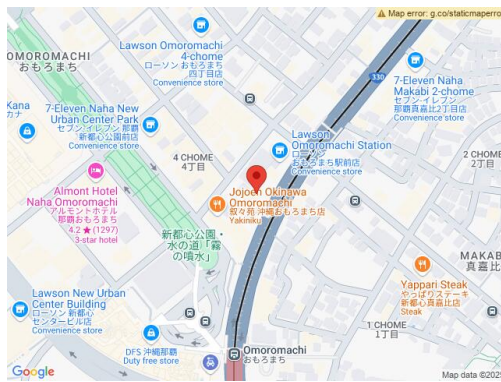 Map error: g.co/staticmaperro
OMOROMACHI
おもろまち
Lawson Omoromachi
4-chome
ローソン おもろまち
四丁目店
Convenience store
330
7-Eleven Naha
Makabi 2-chome
セブン-イレブン
那覇真嘉比2丁目店
Convenience store
Kana
カナ
7-Eleven Naha New
Urban Center Park
セブン-イレブン 那覇
新都心公園前店
Convenience store
Lawson
Omoromachi Station
ローソン
おもろまち駅前店
Convenience store
4 CHOME
4丁目
2 CHOME
2丁目
Almont Hotel
Naha Omoromachi
アルモントホテル
那覇おもろまち
4.2★(1297)
3-star hotel
Jojoen Okinawa
Omoromachi
叙々苑 沖縄おもろまち店
Yakiniku
新都心公園・
水の道「霧
の噴水」
MAKAB
真嘉比
Yappari Steak
やっぱりステーキ
新都心真嘉比店
Steak
Lawson New Urban
Center Building
ローソン 新都心
センタービル店
Convenience store
1 CHOME
1丁目
DFS 沖縄那覇
Duty free store
Omoromachi
おもろまち
Google
Map data ©2025